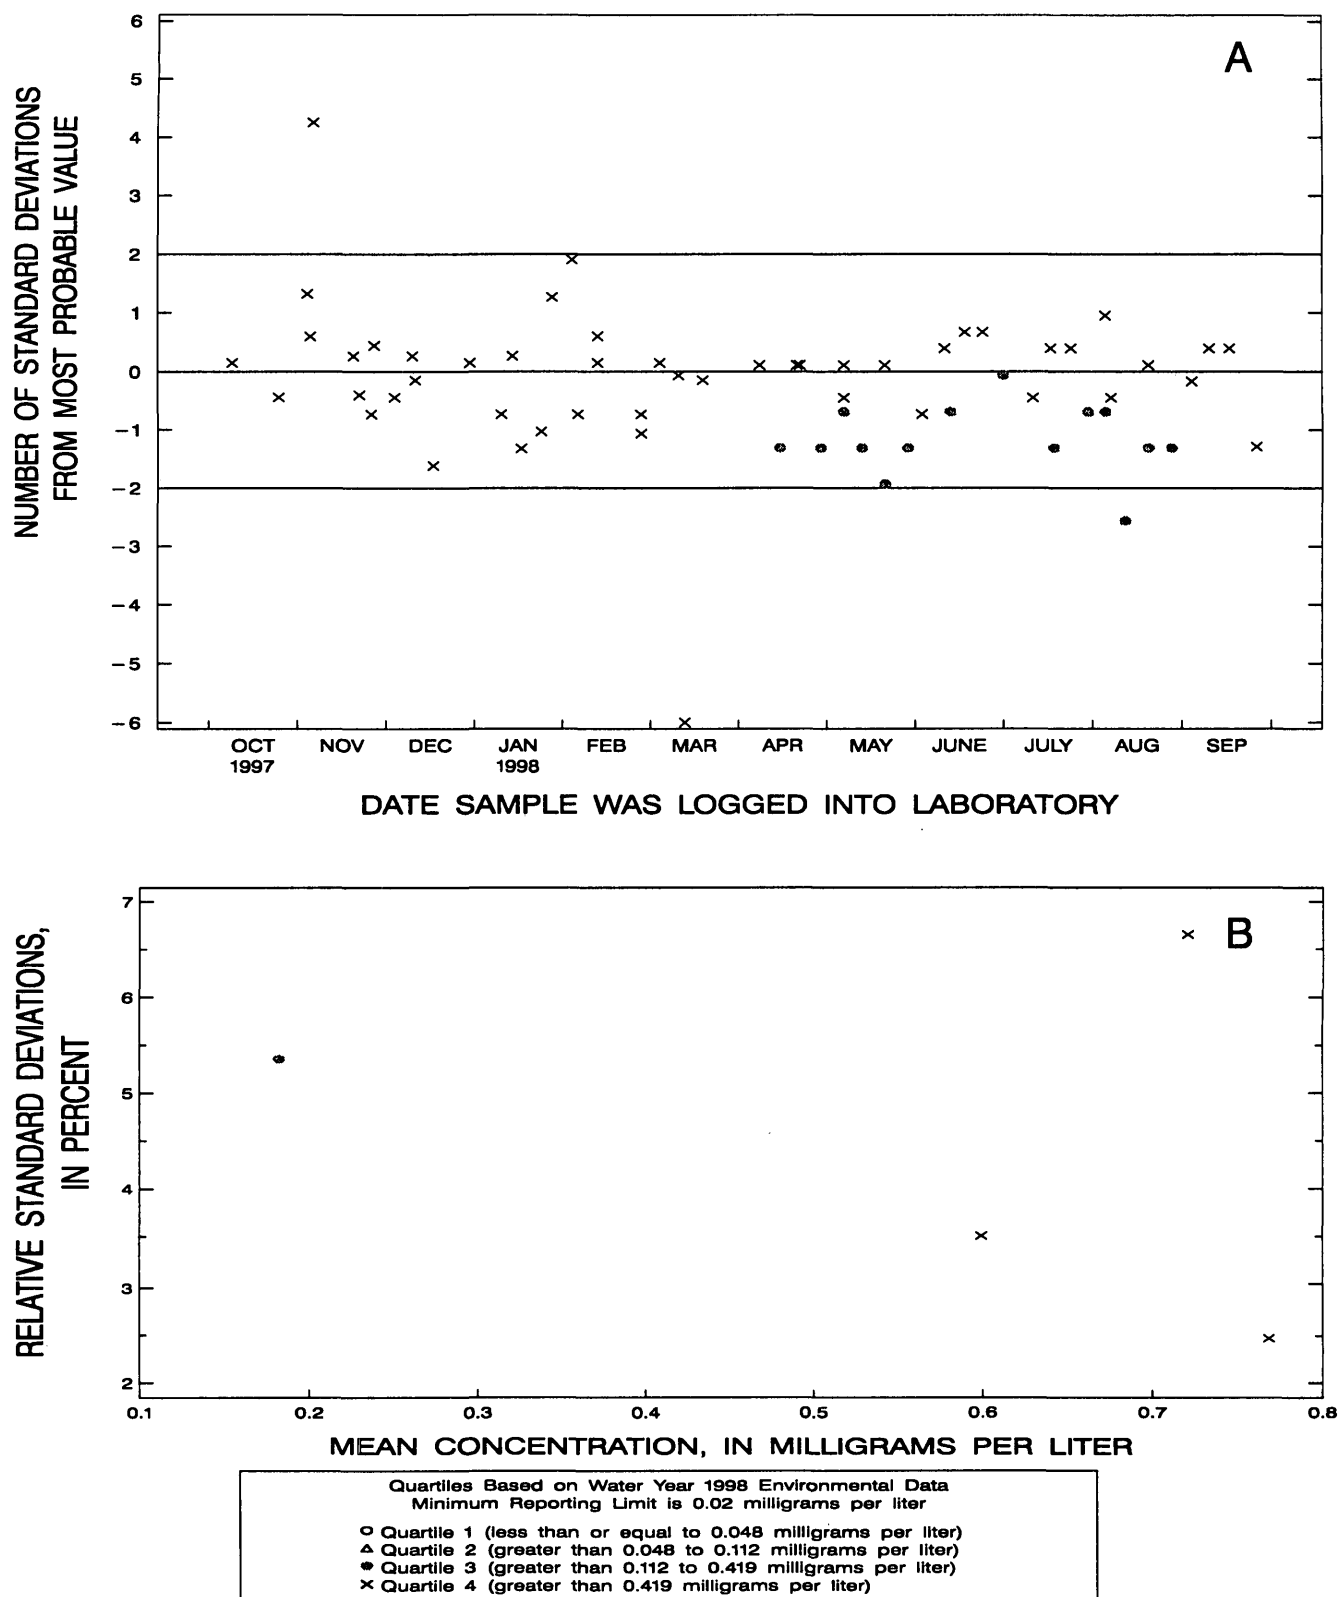 A
NUMBER OF STANDARD DEVIATIONS
FROM MOST PROBABLE VALUE
6
5
4
3
2
1
0
−1
−2
−3
−4
−5
−6
OCT NOV DEC JAN FEB MAR APR MAY JUNE JULY AUG SEP
1997 1998
DATE SAMPLE WAS LOGGED INTO LABORATORY
B
RELATIVE STANDARD DEVIATIONS,
IN PERCENT
7
6
5
4
3
2
0.1 0.2 0.3 0.4 0.5 0.6 0.7 0.8
MEAN CONCENTRATION, IN MILLIGRAMS PER LITER
Quartiles Based on Water Year 1998 Environmental Data
Minimum Reporting Limit is 0.02 milligrams per liter
Quartile 1 (less than or equal to 0.048 milligrams per liter)
Quartile 2 (greater than 0.048 to 0.112 milligrams per liter)
Quartile 3 (greater than 0.112 to 0.419 milligrams per liter)
Quartile 4 (greater than 0.419 milligrams per liter)